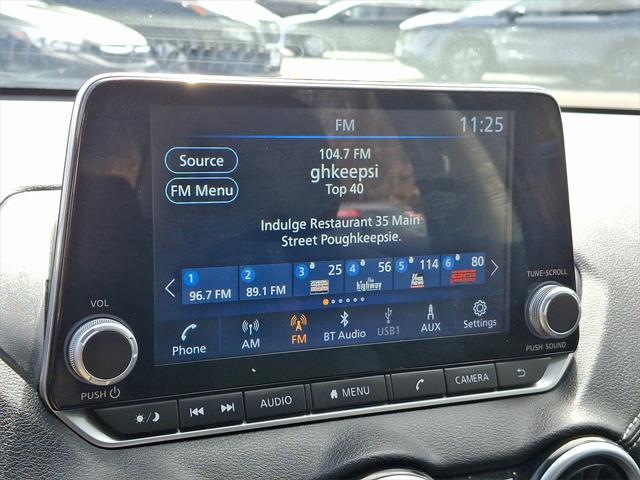 FM 11:25
Source
FM Menu
104.7 FM
ghkeepsi
Top 40
Indulge Restaurant 35 Main
Street Poughkeepsie.
1 2 3 25 4 56 5 114 6 80
96.7 FM 89.1 FM the highway ESPN
Phone AM FM BT Audio USB1 AUX Settings
VOL
PUSH
TUNE·SCROLL
PUSH SOUND
AUDIO MENU CAMERA